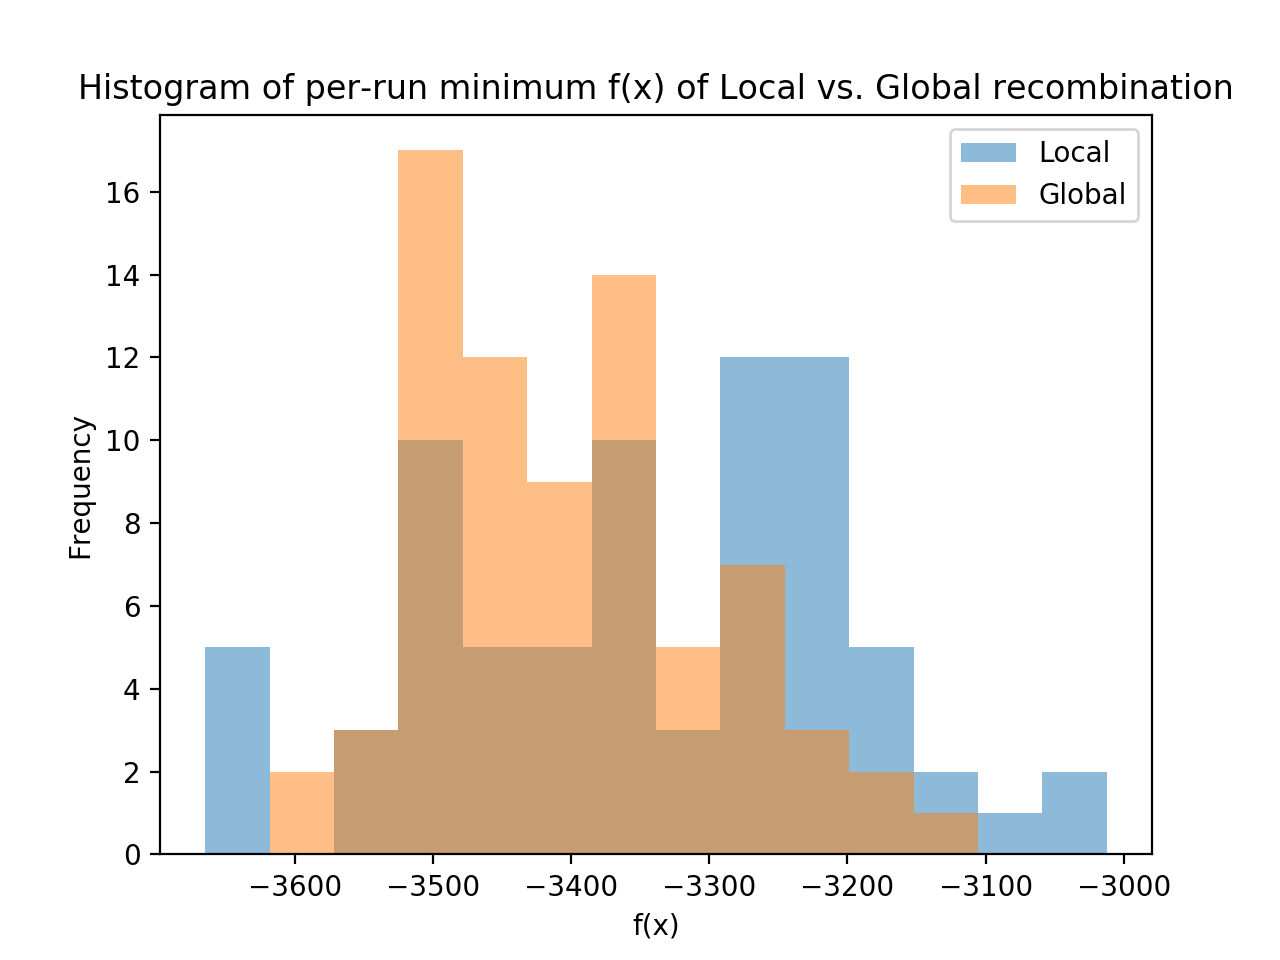 Histogram of per-run minimum f(x) of Local vs. Global recombination
Local
Global
Frequency
16
14
12
10
8
6
4
2
0
−3600 −3500 −3400 −3300 −3200 −3100 −3000
f(x)